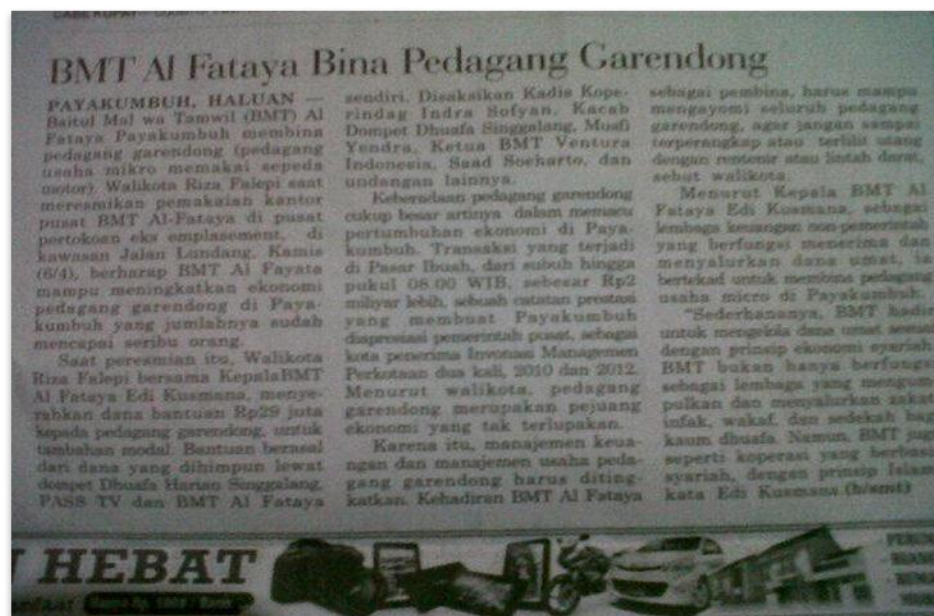 BMT Al Fataya Bina Pedagang Garendong
PAYAKUMBUH, HALUAN —
Baitul Mal wa Tamwil (BMT) Al
Fataya Payakumbuh membina
pedagang garendong (pedagang
usaha mikro memakai sepeda
motor). Walikota Riza Falepi saat
meresmikan pemakaian kantor
pusat BMT Al-Fataya di pusat
pertokoan eks emplasement, di
kawasan Jalan Lundang, Kamis
(6/4), berharap BMT Al Fayata
mampu meningkatkan ekonomi
pedagang garendong di Paya-
kumbuh yang jumlahnya sudah
mencapai seribu orang.
Saat peresmian itu, Walikota
Riza Falepi bersama KepalaBMT
Al Fataya Edi Kusmana, menye-
rahkan dana bantuan Rp29 juta
kepada pedagang garendong, untuk
tambahan modal. Bantuan berasal
dari dana yang dihimpun lewat
dompet Dhuafa Harian Singgalang,
PASS TV dan BMT Al Fataya
sendiri. Disaksikan Kadis Kope-
rindag Indra Sofyan, Kacab
Dompet Dhuafa Singgalang, Musfi
Yendra, Ketua BMT Ventura
Indonesia, Saad Soeharto, dan
undangan lainnya.
Keberadaan pedagang garendong
cukup besar artinya dalam memacu
pertumbuhan ekonomi di Paya-
kumbuh. Transaksi yang terjadi
di Pasar Ibuah, dari subuh hingga
pukul 08.00 WIB, sebesar Rp2
miliyar lebih, sebuah catatan prestasi
yang membuat Payakumbuh
diapresiasi pemerintah pusat, sebagai
kota penerima Invonasi Managemen
Perkotaan dua kali, 2010 dan 2012.
Menurut walikota, pedagang
garendong merupakan pejuang
ekonomi yang tak terlupakan.
Karena itu, manajemen keua-
ngan dan manajemen usaha peda-
gang garendong harus diting-
katkan. Kehadiran BMT Al Fataya
sebagai pembina, harus mampu
mengayomi seluruh pedagang
garendong, agar jangan sampai
terperangkap atau terlilit utang
dengan rentenir atau lintah darat,
sebut walikota.
Menurut Kepala BMT Al
Fataya Edi Kusmana, sebagai
lembaga keuangan non pemerintah
yang berfungsi menerima dan
menyalurkan dana umat, ia
bertekad untuk membina pedagang
usaha micro di Payakumbuh.
"Sederhananya, BMT hadir
untuk mengelola dana umat sesuai
dengan prinsip ekonomi syariah
BMT bukan hanya berfungsi
sebagai lembaga yang mengum
pulkan dan menyalurkan zakat
infak, wakaf, dan sedekah bag
kaum dhuafa. Namun, BMT jug
seperti koperasi yang berbasi
syariah, dengan prinsip Islam
kata Edi Kusmana (h/smt)
HEBAT